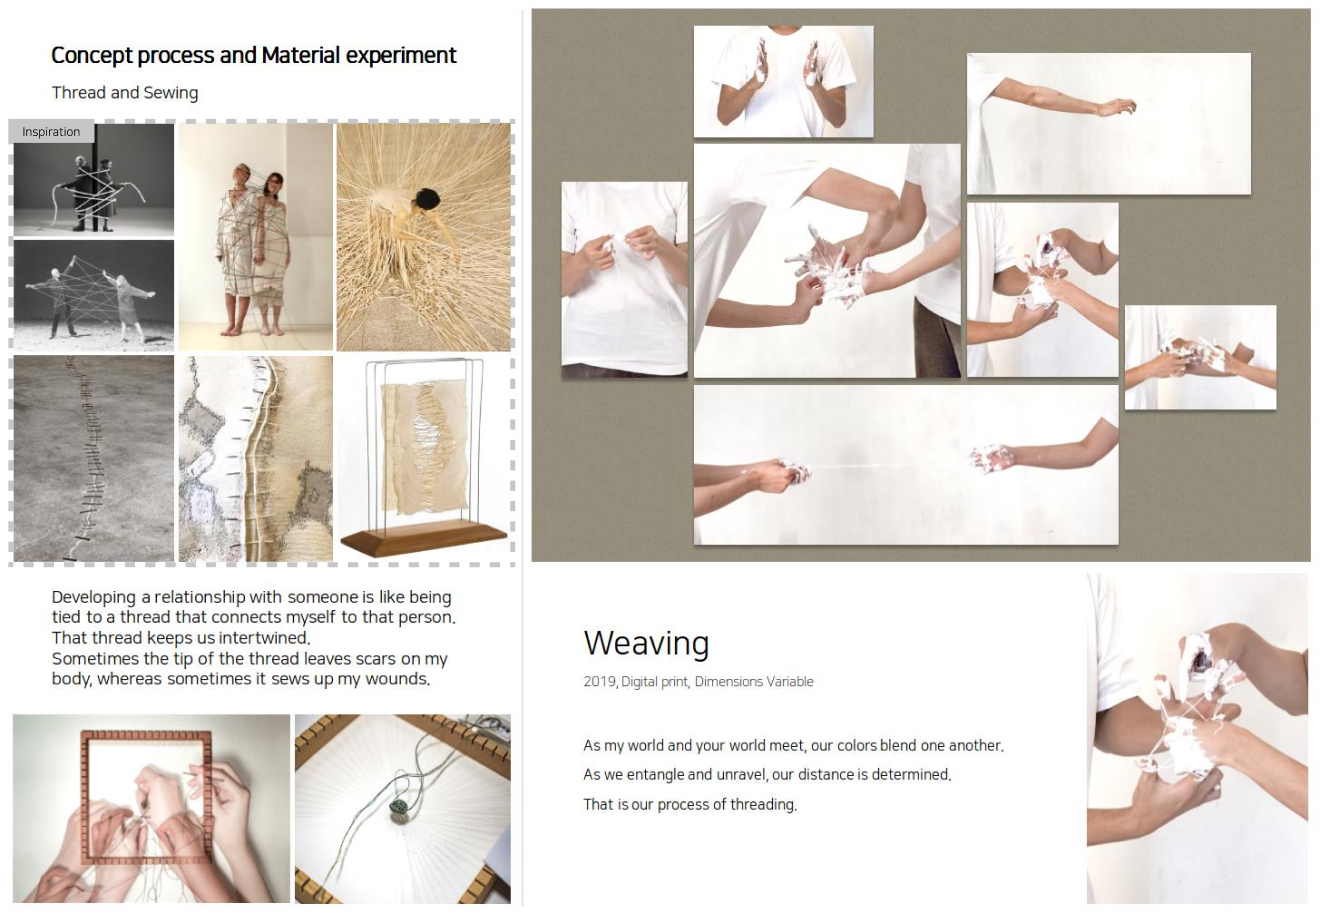 Concept process and Material experiment
Thread and Sewing
Inspiration
Developing a relationship with someone is like being
tied to a thread that connects myself to that person.
That thread keeps us intertwined.
Sometimes the tip of the thread leaves scars on my
body, whereas sometimes it sews up my wounds.
Weaving
2019, Digital print, Dimensions Variable
As my world and your world meet, our colors blend one another.
As we entangle and unravel, our distance is determined.
That is our process of threading.